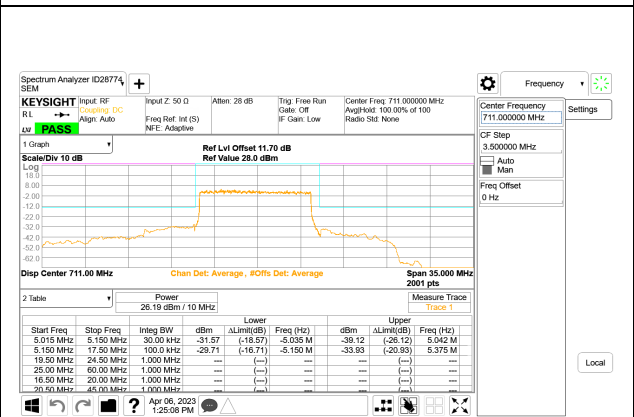 Spectrum Analyzer ID28774
SEM
+
Frequency
KEYSIGHT Input: RF Input Z: 50 Ω Atten: 28 dB Trig: Free Run Center Freq: 711.000000 MHz
R L Coupling: DC Gate: Off Avg|Hold: 100.00% of 100
Align: Auto Freq Ref: Int (S) IF Gain: Low Radio Std: None
LXI PASS NFE: Adaptive
Center Frequency
711.000000 MHz
Settings
CF Step
3.500000 MHz
Auto
Man
Freq Offset
0 Hz
1 Graph
Ref Lvl Offset 11.70 dB
Scale/Div 10 dB Ref Value 28.0 dBm
Log
18.0
8.00
-2.00
-12.0
-22.0
-32.0
-42.0
-52.0
-62.0
Disp Center 711.00 MHz Chan Det: Average, #Offs Det: Average Span 35.000 MHz
2001 pts
2 Table Power Measure Trace
26.19 dBm / 10 MHz Trace 1
Lower Upper
Start Freq Stop Freq Integ BW dBm ΔLimit(dB) Freq (Hz) dBm ΔLimit(dB) Freq (Hz)
5.015 MHz 5.150 MHz 30.00 kHz -31.57 (-18.57) -5.035 M -39.12 (-26.12) 5.042 M
5.150 MHz 17.50 MHz 100.0 kHz -29.71 (-16.71) -5.150 M -33.93 (-20.93) 5.375 M
19.50 MHz 24.50 MHz 1.000 MHz --- (---) --- --- (---) ---
25.00 MHz 60.00 MHz 1.000 MHz --- (---) --- --- (---) ---
16.50 MHz 20.00 MHz 1.000 MHz --- (---) --- --- (---) ---
20.50 MHz 45.00 MHz 1.000 MHz --- (---) --- --- (---) ---
Local
? Apr 06, 2023
1:25:08 PM